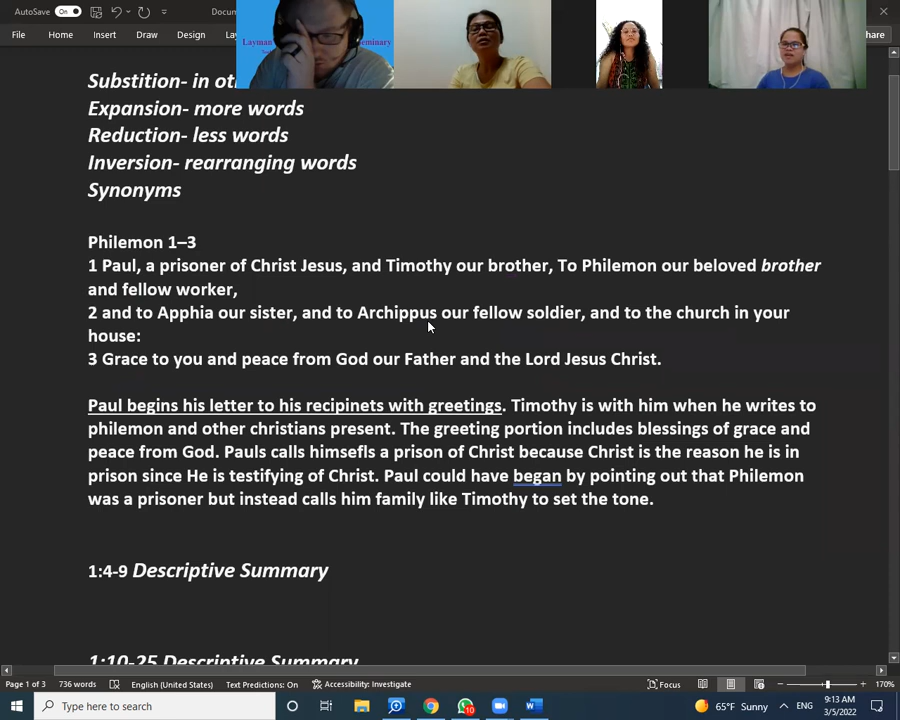 AutoSave On Docum
File Home Insert Draw Design La hare
Layman eminary
Substition- in ot
Expansion- more words
Reduction- less words
Inversion- rearranging words
Synonyms
Philemon 1–3
1 Paul, a prisoner of Christ Jesus, and Timothy our brother, To Philemon our beloved brother
and fellow worker,
2 and to Apphia our sister, and to Archippus our fellow soldier, and to the church in your
house:
3 Grace to you and peace from God our Father and the Lord Jesus Christ.
Paul begins his letter to his recipinets with greetings. Timothy is with him when he writes to
philemon and other christians present. The greeting portion includes blessings of grace and
peace from God. Pauls calls himsefls a prison of Christ because Christ is the reason he is in
prison since He is testifying of Christ. Paul could have began by pointing out that Philemon
was a prisoner but instead calls him family like Timothy to set the tone.
1:4-9 Descriptive Summary
1:10-25 Descriptive Summary
Page 1 of 3 736 words English (United States) Text Predictions: On Accessibility: Investigate Focus 170%
Type here to search 10 65°F Sunny ENG 9:13 AM
3/5/2022